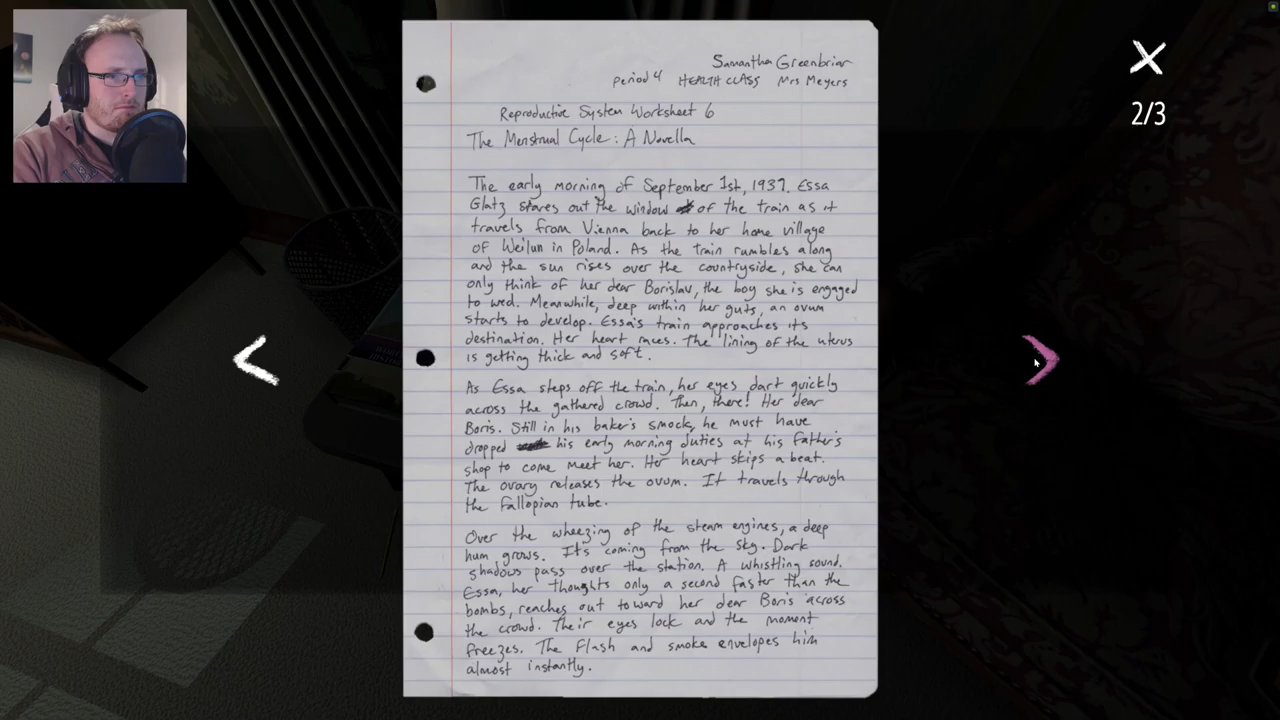 Samantha Greenbriar
period 4 HEALTH CLASS Mrs Meyers
Reproductive System Worksheet 6
The Menstrual Cycle: A Novella
The early morning of September 1st, 1939. Essa
Glatz stares out the window of the train as it
travels from Vienna back to her home village
of Weilun in Poland. As the train rumbles along
and the sun rises over the countryside, she can
only think of her dear Borislav, the boy she is engaged
to wed. Meanwhile, deep within her guts, an ovum
starts to develop. Essa's train approaches its
destination. Her heart races. The lining of the uterus
is getting thick and soft.
As Essa steps off the train, her eyes dart quickly
across the gathered crowd. Then, there! Her dear
Boris. Still in his baker's smock, he must have
dropped his early morning duties at his father's
shop to come meet her. Her heart skips a beat.
The ovary releases the ovum. It travels through
the fallopian tube.
Over the wheezing of the steam engines, a deep
hum grows. It's coming from the sky. Dark
shadows pass over the station. A whistling sound.
Essa, her thoughts only a second faster than the
bombs, reaches out toward her dear Boris across
the crowd. Their eyes lock and the moment
freezes. The flash and smoke envelopes him
almost instantly.
2/3